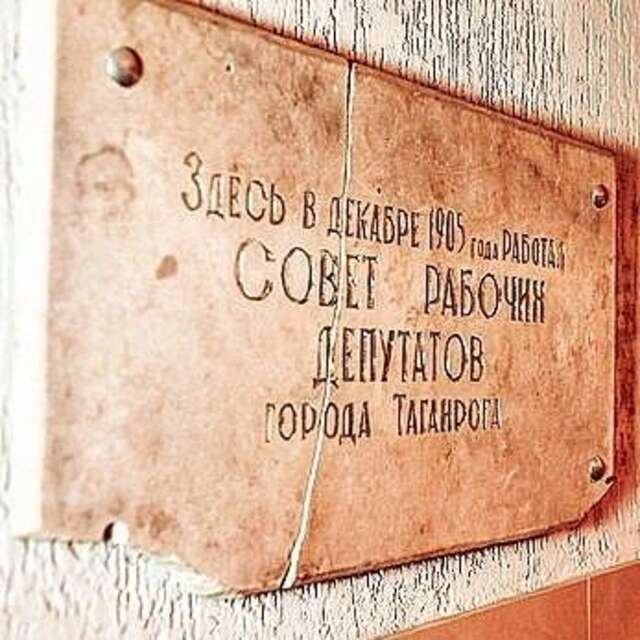 Здесь в декабре 1905 года работал
СОВЕТ РАБОЧИХ
ДЕПУТАТОВ
города Таганрога